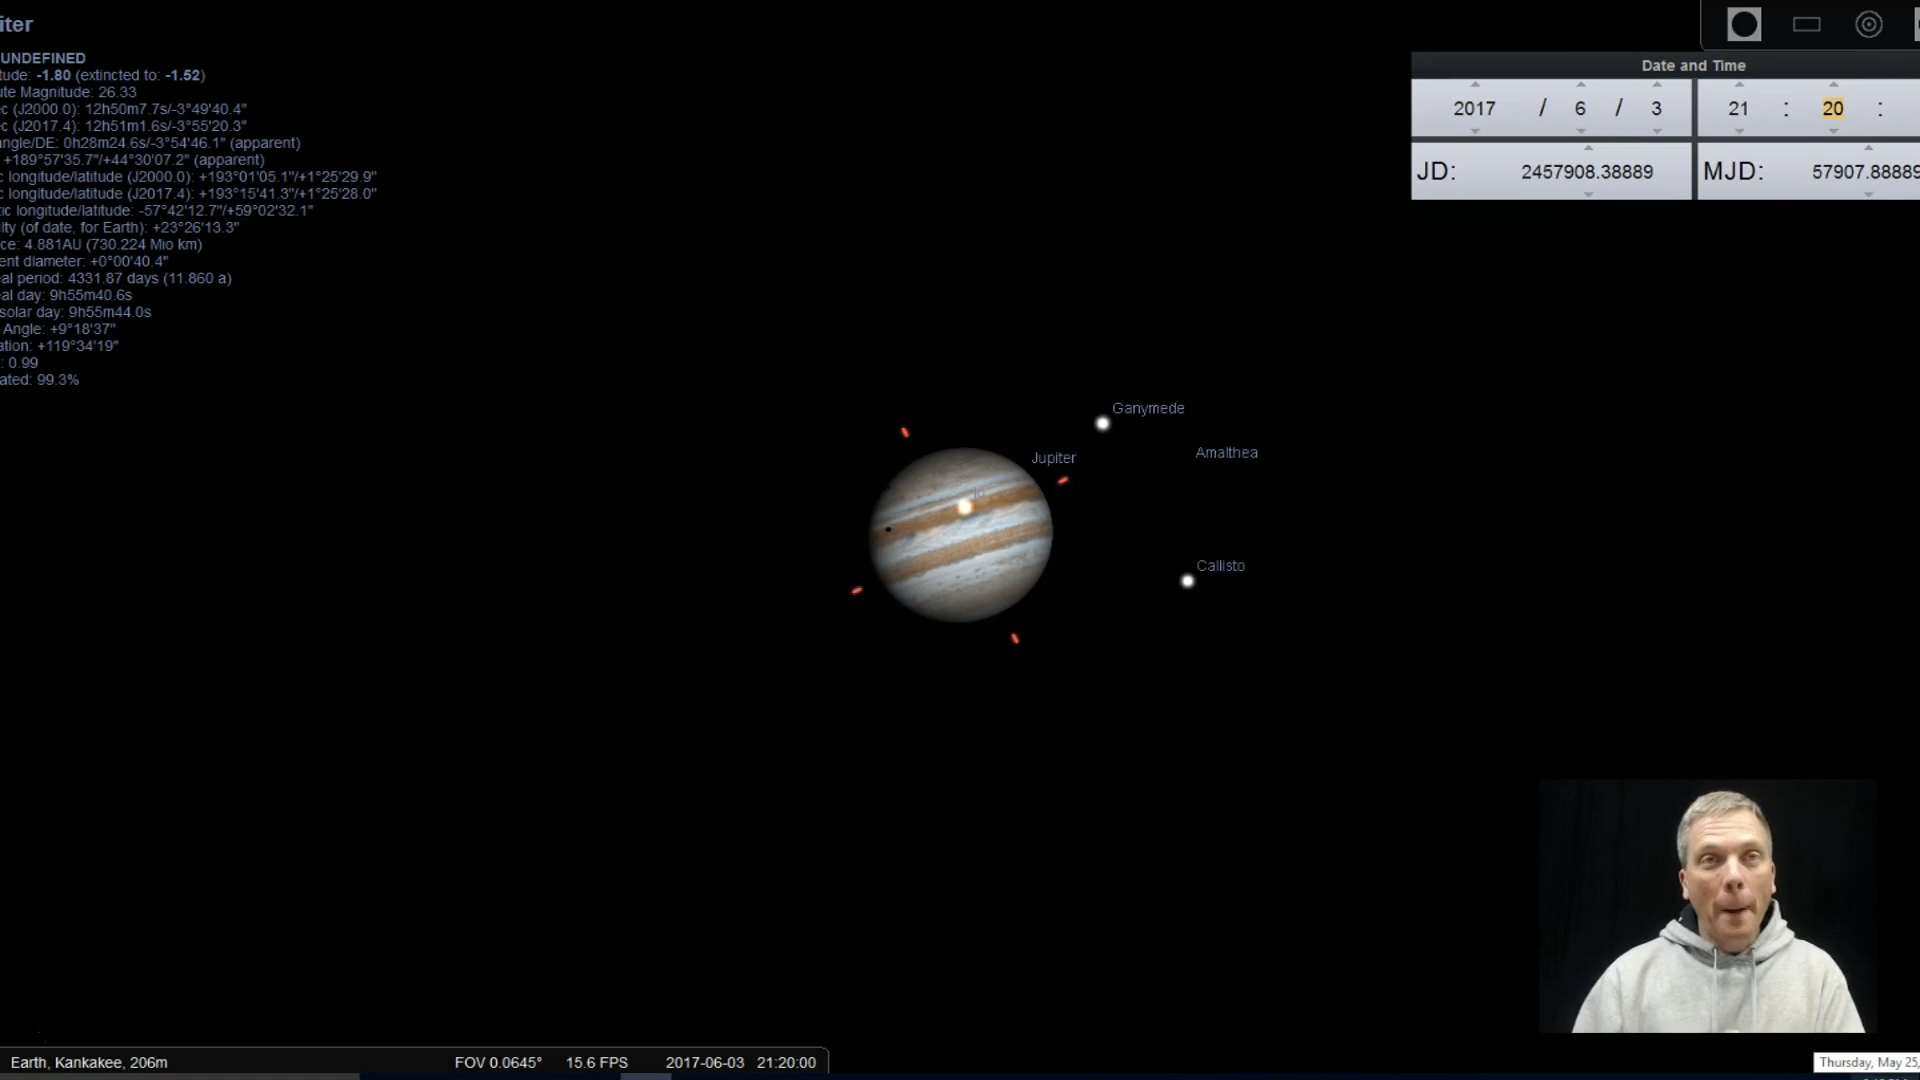 iter
UNDEFINED
tude: -1.80 (extincted to: -1.52)
ute Magnitude: 26.33
c (J2000.0): 12h50m7.7s/-3°49'40.4"
c (J2017.4): 12h51m1.6s/-3°55'20.3"
angle/DE: 0h28m24.6s/-3°54'46.1" (apparent)
+189°57'35.7"/+44°30'07.2" (apparent)
c longitude/latitude (J2000.0): +193°01'05.1"/+1°25'29.9"
c longitude/latitude (J2017.4): +193°15'41.3"/+1°25'28.0"
tic longitude/latitude: -57°42'12.7"/+59°02'32.1"
ity (of date, for Earth): +23°26'13.3"
ce: 4.881AU (730.224 Mio km)
ent diameter: +0°00'40.4"
eal period: 4331.87 days (11.860 a)
eal day: 9h55m40.6s
solar day: 9h55m44.0s
Angle: +9°18'37"
ation: +119°34'19"
: 0.99
ated: 99.3%
Date and Time
2017 / 6 / 3 21 : 20 :
JD: 2457908.38889 MJD: 57907.88889
Ganymede
Amalthea
Jupiter
Io
Callisto
Earth, Kankakee, 206m FOV 0.0645° 15.6 FPS 2017-06-03 21:20:00
Thursday, May 25,